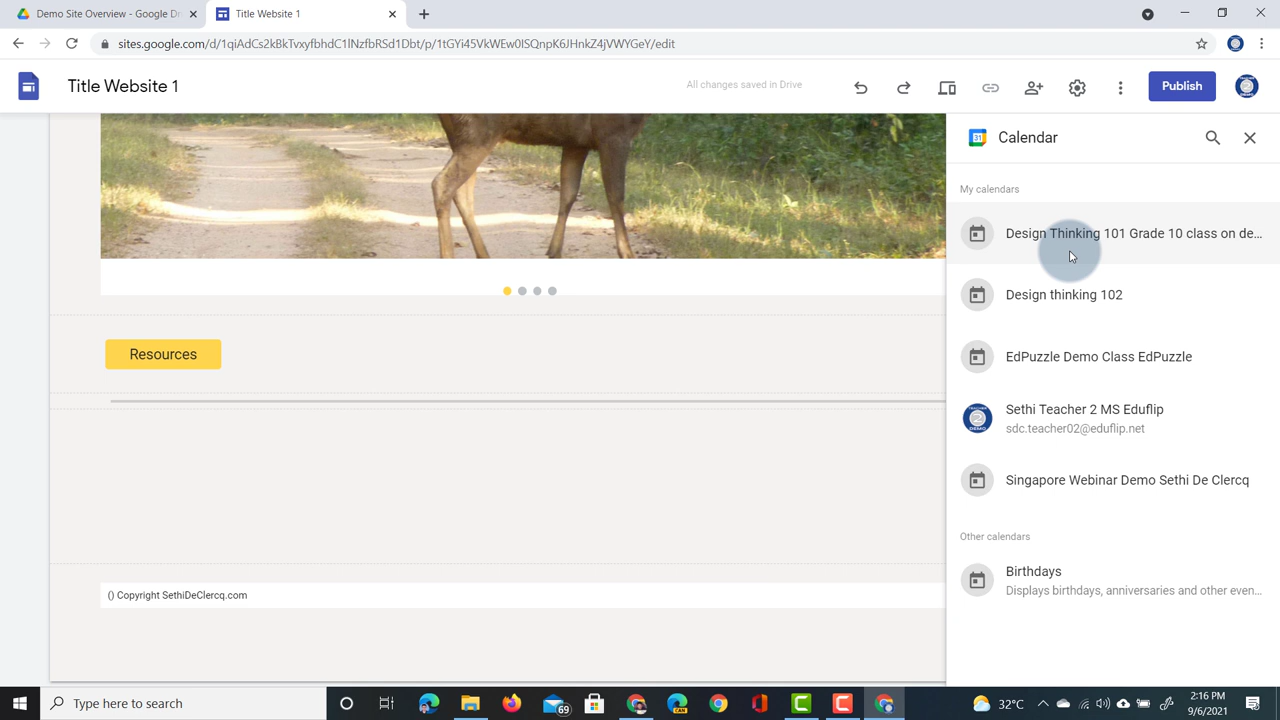 Demo Site Overview - Google D
Title Website 1
sites.google.com/d/1qiAdCs2kBkTvxyfbhdC1lNzfbRSd1Dbt/p/1tGYi45VkWEw0ISQnpK6JHnkZ4jVWYGeY/edit
Title Website 1
All changes saved in Drive
Publish
31
Calendar
My calendars
Design Thinking 101 Grade 10 class on de...
Design thinking 102
Resources
EdPuzzle Demo Class EdPuzzle
Sethi Teacher 2 MS Eduflip
sdc.teacher02@eduflip.net
Singapore Webinar Demo Sethi De Clercq
Other calendars
Birthdays
Displays birthdays, anniversaries and other even...
() Copyright SethiDeClercq.com
Type here to search
69
CAN
32°C
2:16 PM
9/6/2021